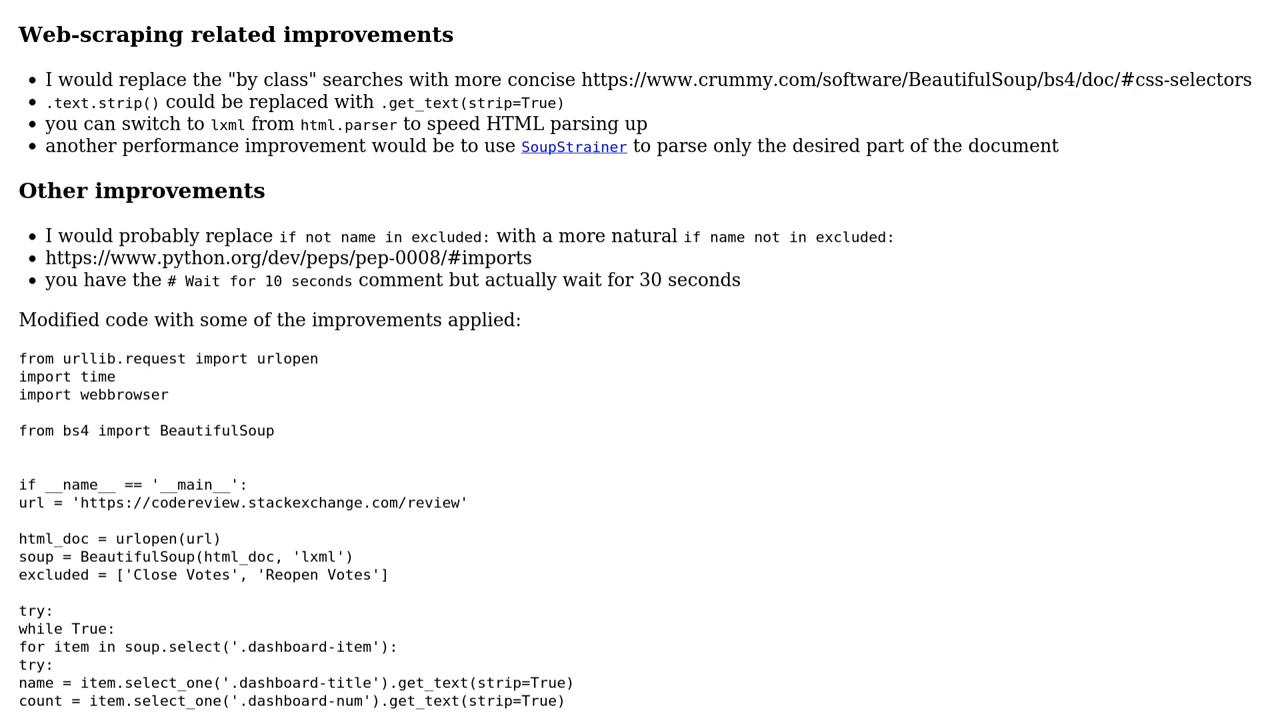 Web-scraping related improvements
• I would replace the "by class" searches with more concise https://www.crummy.com/software/BeautifulSoup/bs4/doc/#css-selectors
• .text.strip() could be replaced with .get_text(strip=True)
• you can switch to lxml from html.parser to speed HTML parsing up
• another performance improvement would be to use SoupStrainer to parse only the desired part of the document
Other improvements
• I would probably replace if not name in excluded: with a more natural if name not in excluded:
• https://www.python.org/dev/peps/pep-0008/#imports
• you have the # Wait for 10 seconds comment but actually wait for 30 seconds
Modified code with some of the improvements applied:
from urllib.request import urlopen
import time
import webbrowser
from bs4 import BeautifulSoup
if __name__ == '__main__':
url = 'https://codereview.stackexchange.com/review'
html_doc = urlopen(url)
soup = BeautifulSoup(html_doc, 'lxml')
excluded = ['Close Votes', 'Reopen Votes']
try:
while True:
for item in soup.select('.dashboard-item'):
try:
name = item.select_one('.dashboard-title').get_text(strip=True)
count = item.select_one('.dashboard-num').get_text(strip=True)